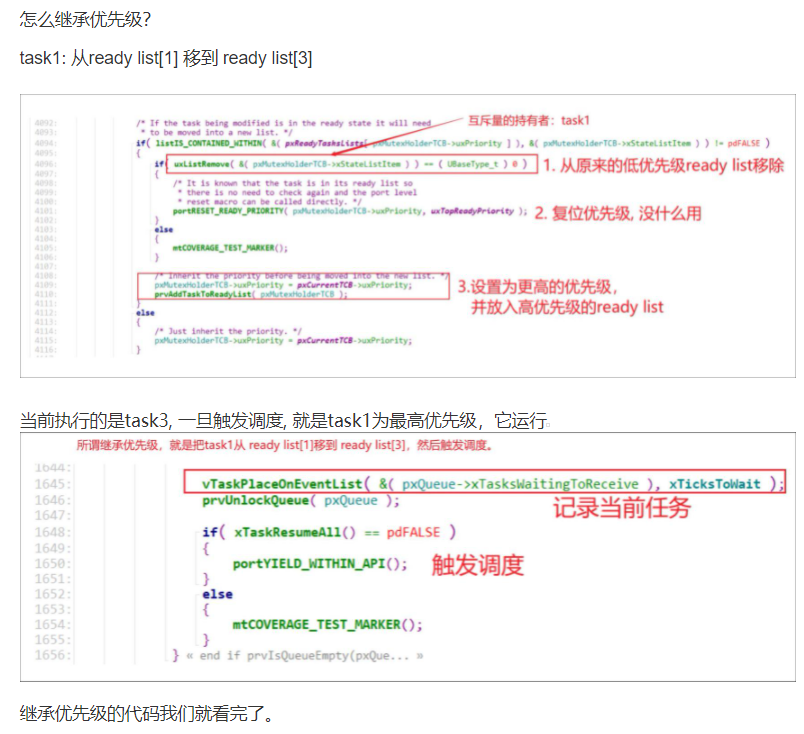 怎么继承优先级?
task1: 从ready list[1] 移到 ready list[3]
4092: /* If the task being modified is in the ready state it will need
4093: * to be moved into a new list. */
4094: if( listIS_CONTAINED_WITHIN( &( pxReadyTasksLists[ pxMutexHolderTCB->uxPriority ] ), &( pxMutexHolderTCB->xStateListItem ) ) != pdFALSE )
互斥量的持有者：task1
4095: {
4096: if( uxListRemove( &( pxMutexHolderTCB->xStateListItem ) ) == ( UBaseType_t ) 0 )
1. 从原来的低优先级ready list移除
4097: {
4098: /* It is known that the task is in its ready list so
4099: * there is no need to check again and the port level
4100: * reset macro can be called directly. */
4101: portRESET_READY_PRIORITY( pxMutexHolderTCB->uxPriority, uxTopReadyPriority );
2. 复位优先级, 没什么用
4102: }
4103: else
4104: {
4105: mtCOVERAGE_TEST_MARKER();
4106: }
4107:
4108: /* Inherit the priority before being moved into the new list. */
4109: pxMutexHolderTCB->uxPriority = pxCurrentTCB->uxPriority;
4110: prvAddTaskToReadyList( pxMutexHolderTCB );
3.设置为更高的优先级，
并放入高优先级的ready list
4111: }
4112: else
4113: {
4114: /* Just inherit the priority. */
4115: pxMutexHolderTCB->uxPriority = pxCurrentTCB->uxPriority;
4116: }
当前执行的是task3, 一旦触发调度, 就是task1为最高优先级，它运行。
所谓继承优先级，就是把task1从 ready list[1]移到 ready list[3]，然后触发调度。
1644:
1645: vTaskPlaceOnEventList( &( pxQueue->xTasksWaitingToReceive ), xTicksToWait );
1646: prvUnlockQueue( pxQueue );
记录当前任务
1647:
1648: if( xTaskResumeAll() == pdFALSE )
1649: {
1650: portYIELD_WITHIN_API();
触发调度
1651: }
1652: else
1653: {
1654: mtCOVERAGE_TEST_MARKER();
1655: }
1656: } « end if prvIsQueueEmpty(pxQue... »
继承优先级的代码我们就看完了。